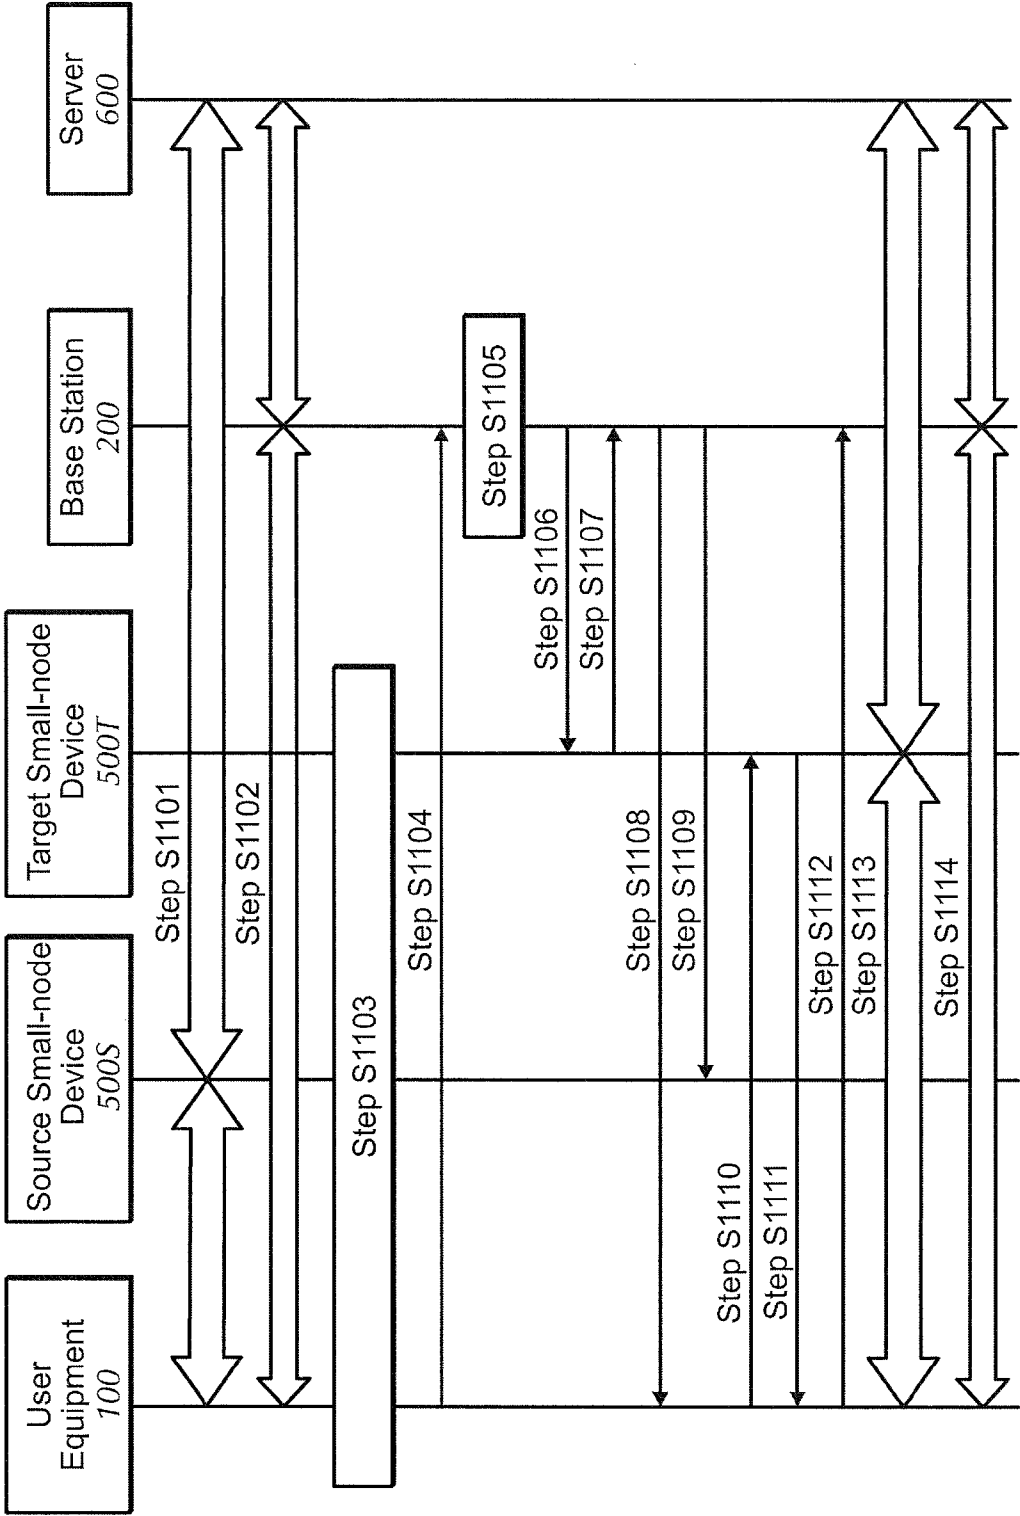 User
Equipment
100
Source Small-node
Device
500S
Target Small-node
Device
500T
Base Station
200
Server
600
Step S1101
Step S1102
Step S1103
Step S1104
Step S1105
Step S1106
Step S1107
Step S1108
Step S1109
Step S1110
Step S1111
Step S1112
Step S1113
Step S1114